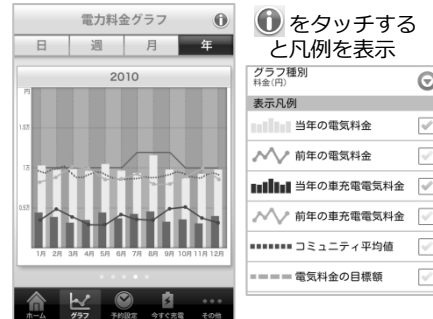 電力料金グラフ
日 週 月 年
2010
円
1.5万
1万
0.5万
1月 2月 3月 4月 5月 6月 7月 8月 9月 10月 11月 12月
ホーム グラフ 予約設定 今すぐ充電 その他
をタッチする
と凡例を表示
グラフ種別
料金(円)
表示凡例
当年の電気料金
前年の電気料金
当年の車充電電気料金
前年の車充電電気料金
コミュニティ平均値
電気料金の目標額